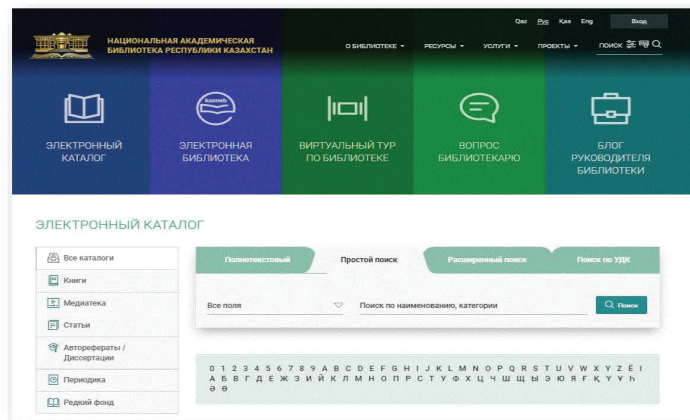 Qaz Рус Қаз Eng Вход
НАЦИОНАЛЬНАЯ АКАДЕМИЧЕСКАЯ
БИБЛИОТЕКА РЕСПУБЛИКИ КАЗАХСТАН
О БИБЛИОТЕКЕ РЕСУРСЫ УСЛУГИ ПРОЕКТЫ ПОИСК
kazneb
ЭЛЕКТРОННЫЙ
КАТАЛОГ
ЭЛЕКТРОННАЯ
БИБЛИОТЕКА
ВИРТУАЛЬНЫЙ ТУР
ПО БИБЛИОТЕКЕ
ВОПРОС
БИБЛИОТЕКАРЮ
БЛОГ
РУКОВОДИТЕЛЯ
БИБЛИОТЕКИ
ЭЛЕКТРОННЫЙ КАТАЛОГ
Все каталоги
Книги
Медиатека
Статьи
Авторефераты /
Диссертации
Периодика
Редкий фонд
Полнотекстовый Простой поиск Расширенный поиск Поиск по УДК
Все поля Поиск по наименованию, категории Поиск
0 1 2 3 4 5 6 7 8 9 A B C D E F G H I J K L M N O P Q R S T U V W X Y Z Ё І
А Б В Г Д Е Ж З И Й К Л М Н О П Р С Т У Ф Х Ц Ч Ш Щ Ы Э Ю Я Ғ Қ Ү Ұ Һ
Ә Ө